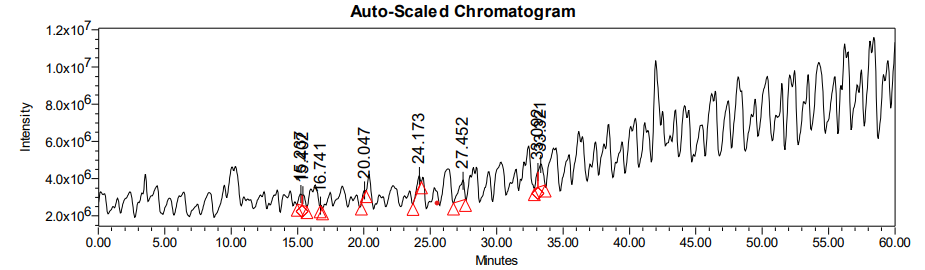 Auto-Scaled Chromatogram
1.2x10⁷
1.0x10⁷
8.0x10⁶
6.0x10⁶
4.0x10⁶
2.0x10⁶
Intensity
16.741
20.047
24.173
27.452
0.00 5.00 10.00 15.00 20.00 25.00 30.00 35.00 40.00 45.00 50.00 55.00 60.00
Minutes